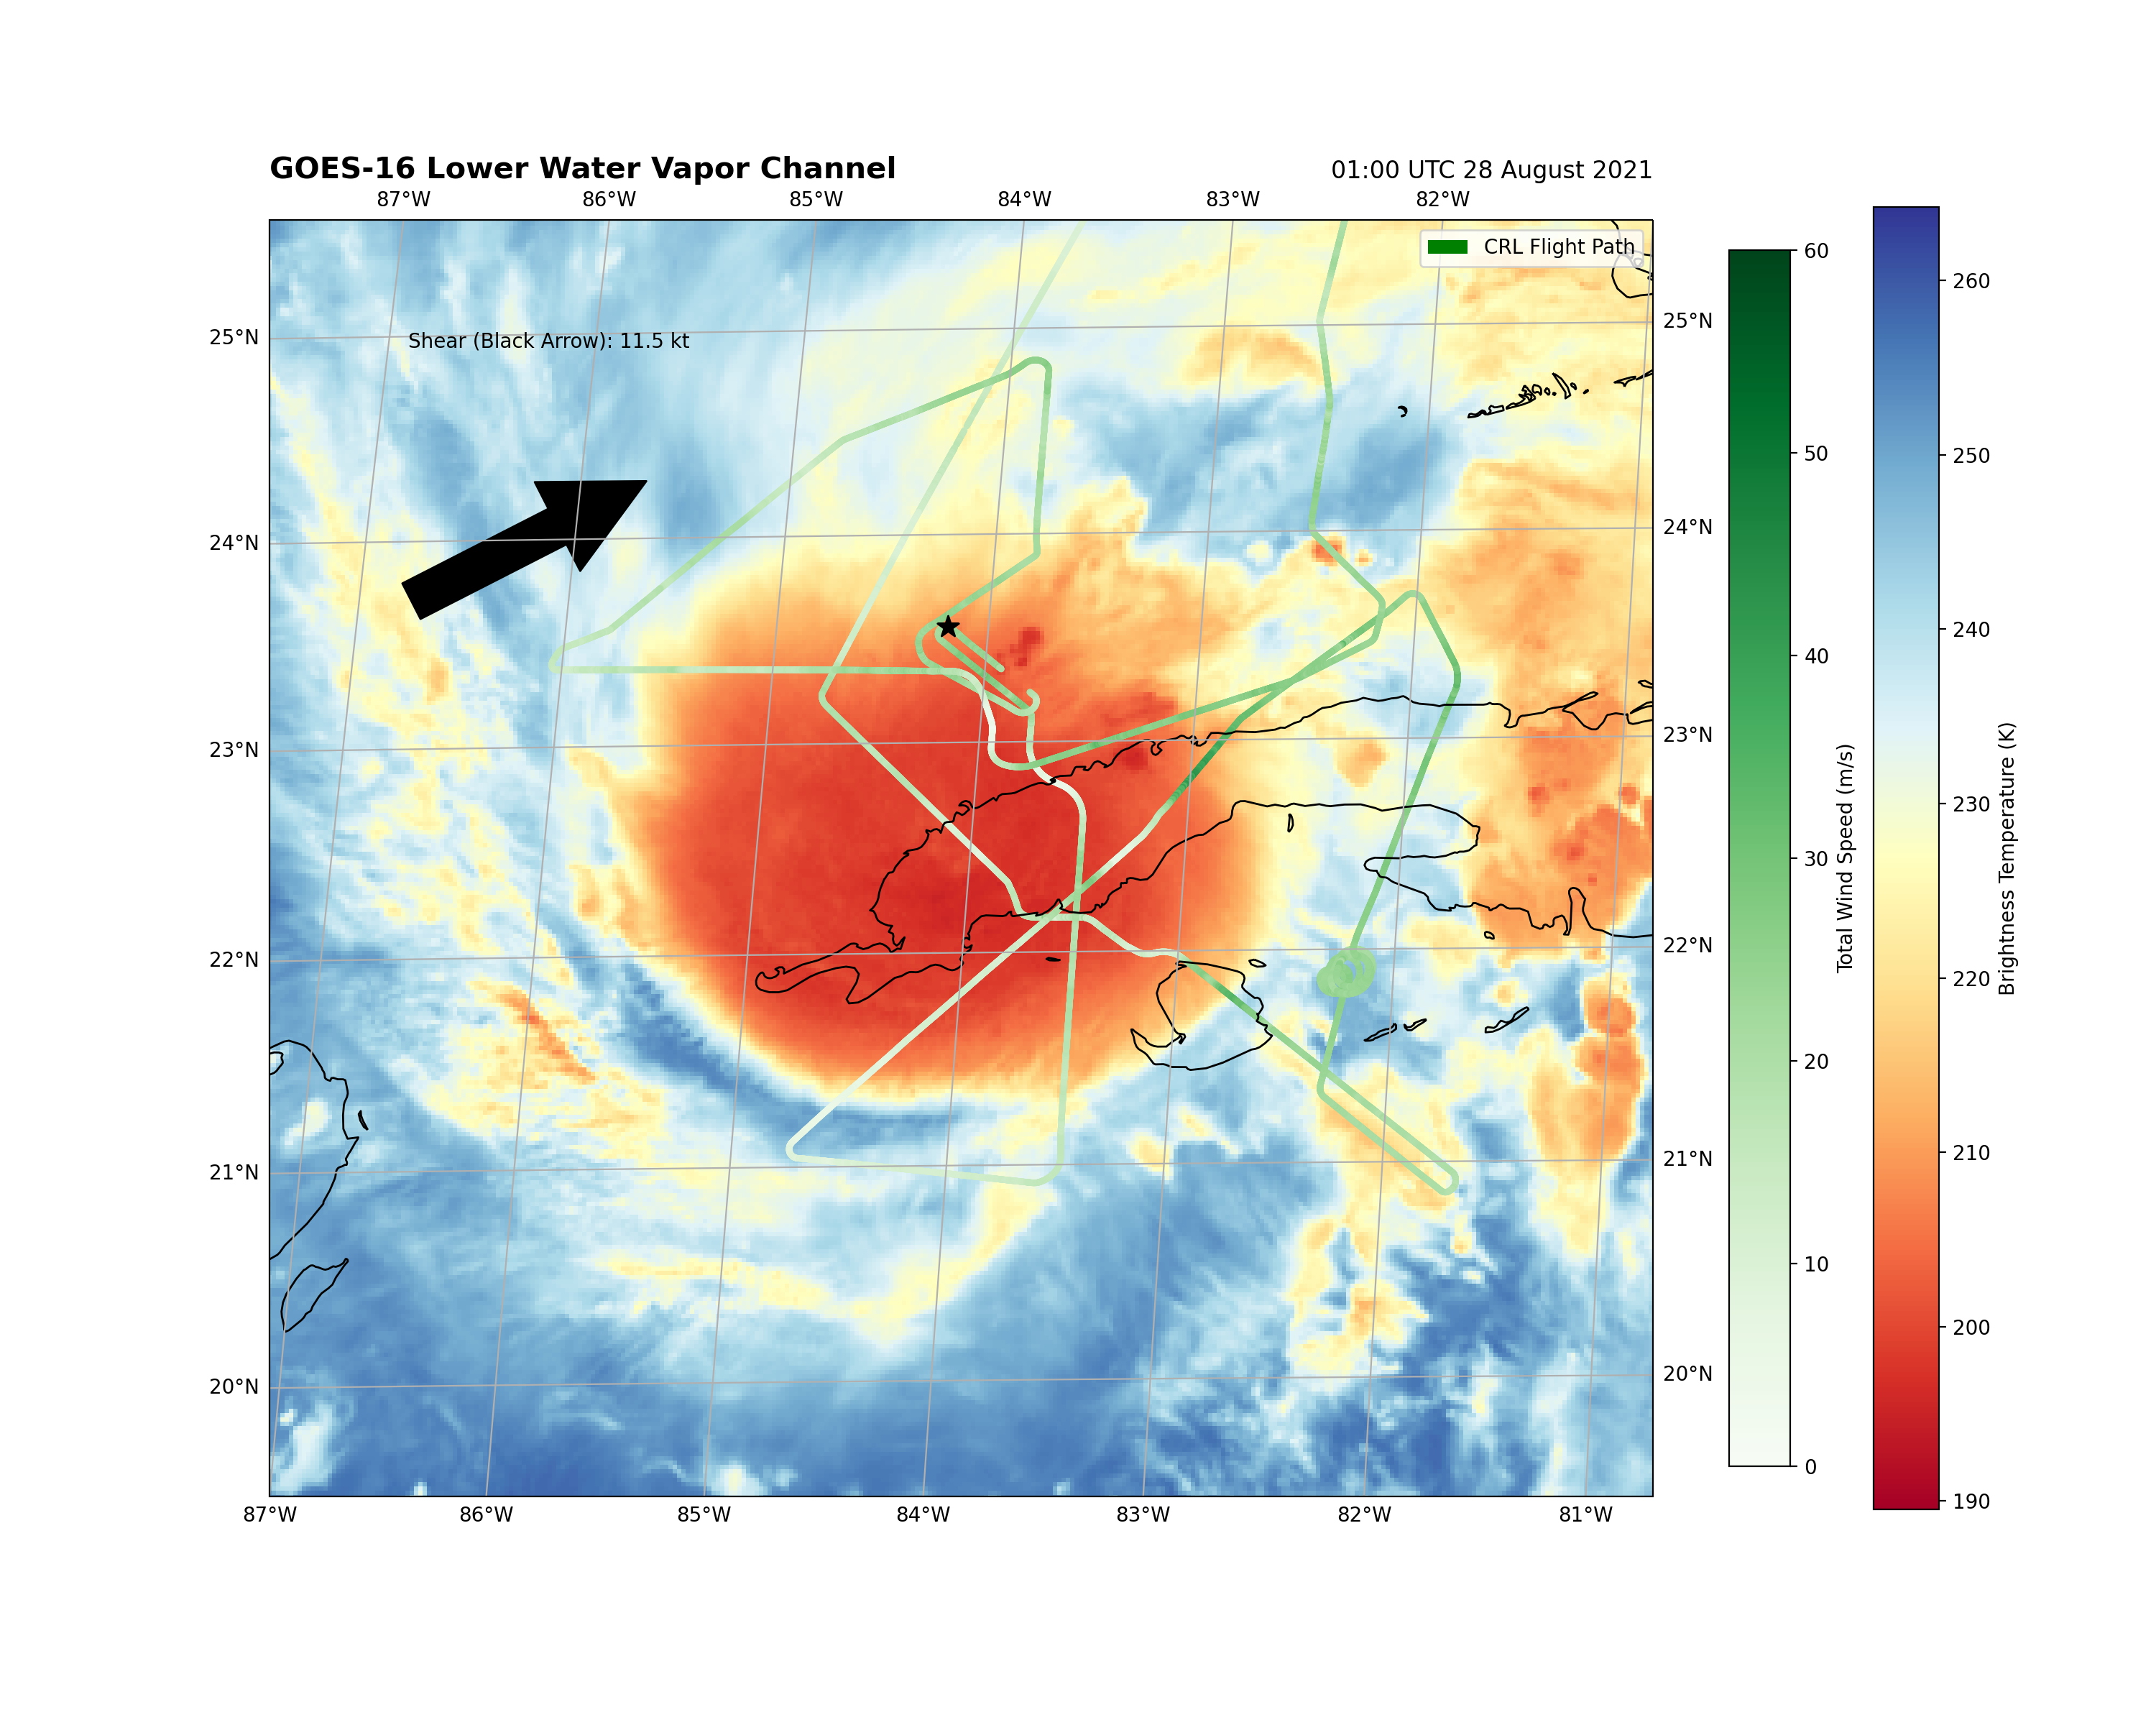 GOES-16 Lower Water Vapor Channel
01:00 UTC 28 August 2021
87°W 86°W 85°W 84°W 83°W 82°W
CRL Flight Path
Shear (Black Arrow): 11.5 kt
25°N
24°N
23°N
22°N
21°N
20°N
25°N
24°N
23°N
22°N
21°N
20°N
87°W 86°W 85°W 84°W 83°W 82°W 81°W
60
50
40
30
20
10
0
Total Wind Speed (m/s)
260
250
240
230
220
210
200
190
Brightness Temperature (K)